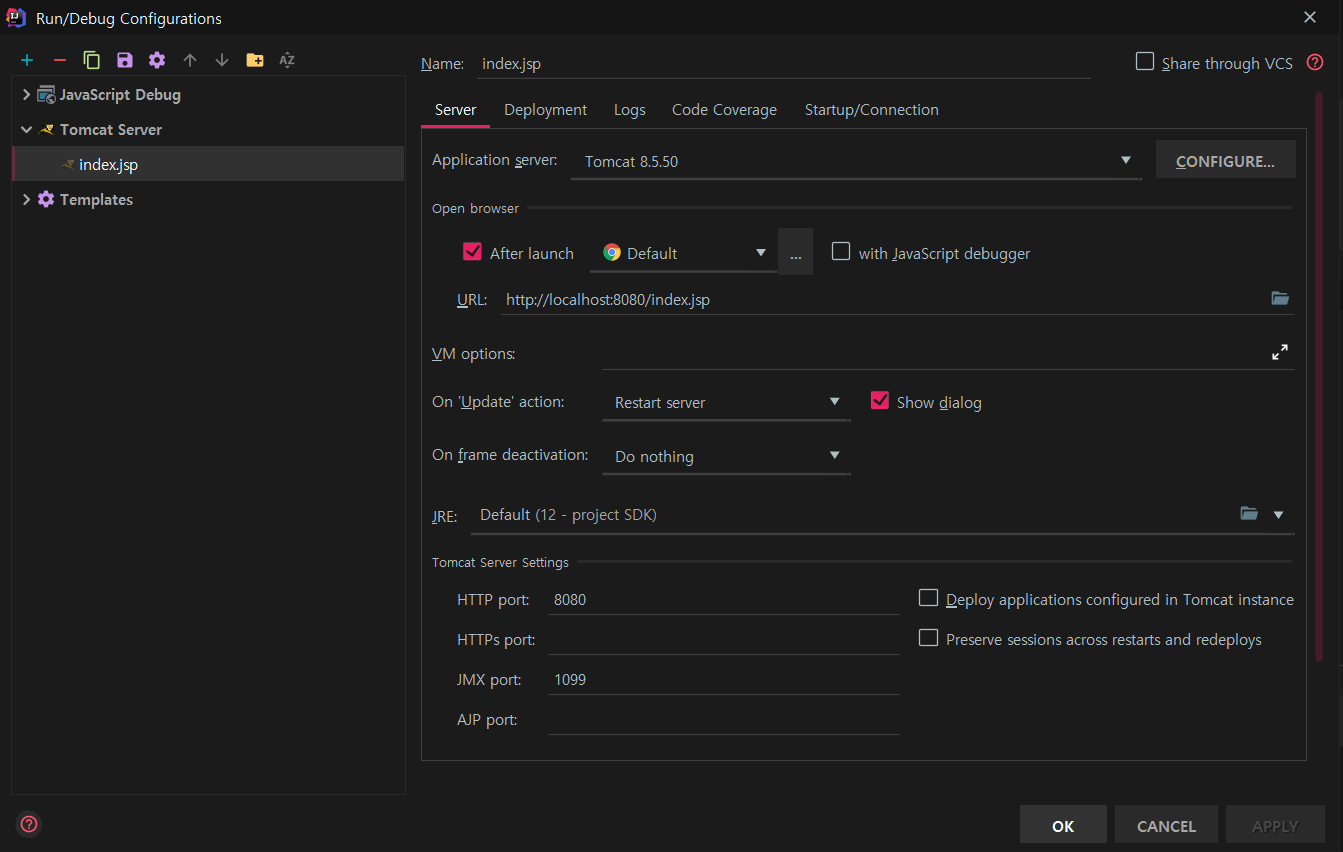 Run/Debug Configurations
JavaScript Debug
Tomcat Server
index.jsp
Templates
Name: index.jsp
Share through VCS
Server Deployment Logs Code Coverage Startup/Connection
Application server: Tomcat 8.5.50 CONFIGURE...
Open browser
After launch Default ... with JavaScript debugger
URL: http://localhost:8080/index.jsp
VM options:
On 'Update' action: Restart server Show dialog
On frame deactivation: Do nothing
JRE: Default (12 - project SDK)
Tomcat Server Settings
HTTP port: 8080 Deploy applications configured in Tomcat instance
HTTPs port: Preserve sessions across restarts and redeploys
JMX port: 1099
AJP port:
OK CANCEL APPLY